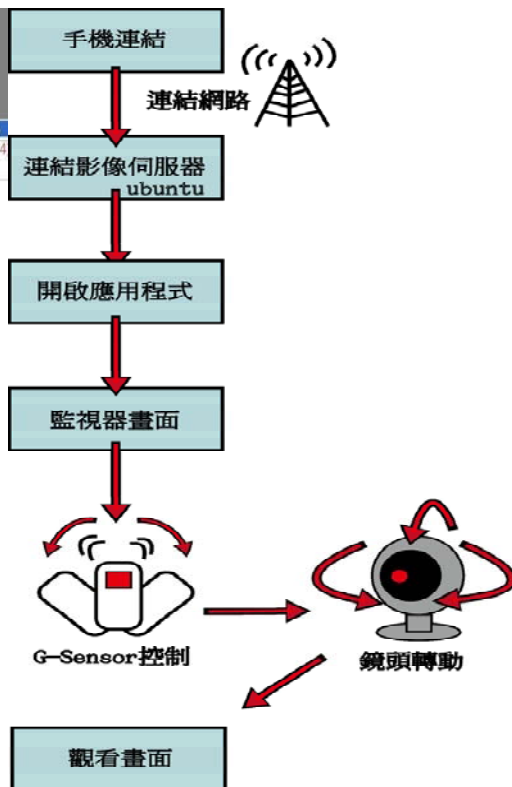 手機連結
連結網路
連結影像伺服器
ubuntu
開啟應用程式
監視器畫面
G-Sensor控制
鏡頭轉動
觀看畫面